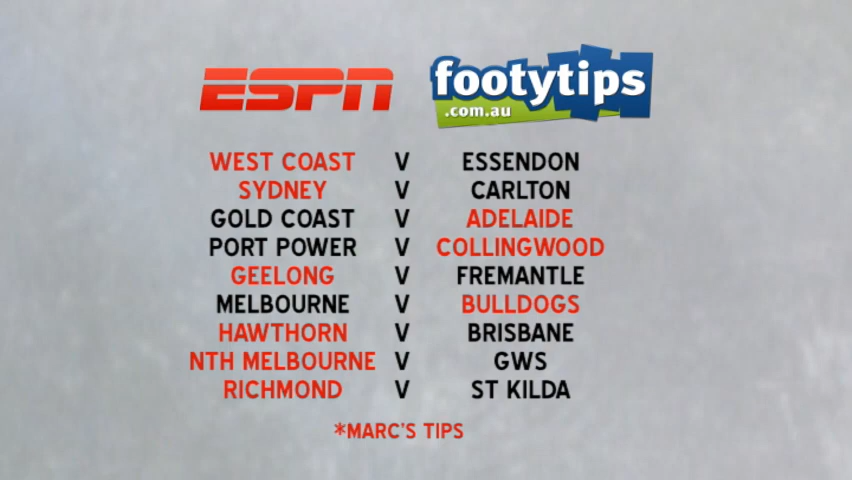 ESPN footytips
.com.au
WEST COAST V ESSENDON
SYDNEY V CARLTON
GOLD COAST V ADELAIDE
PORT POWER V COLLINGWOOD
GEELONG V FREMANTLE
MELBOURNE V BULLDOGS
HAWTHORN V BRISBANE
NTH MELBOURNE V GWS
RICHMOND V ST KILDA
*MARC'S TIPS